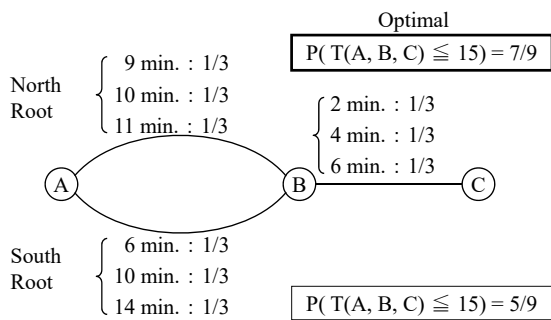 Optimal
P( T(A, B, C) ≦ 15) = 7/9
North
Root
9 min. : 1/3
10 min. : 1/3
11 min. : 1/3
2 min. : 1/3
4 min. : 1/3
6 min. : 1/3
A
B
C
South
Root
6 min. : 1/3
10 min. : 1/3
14 min. : 1/3
P( T(A, B, C) ≦ 15) = 5/9